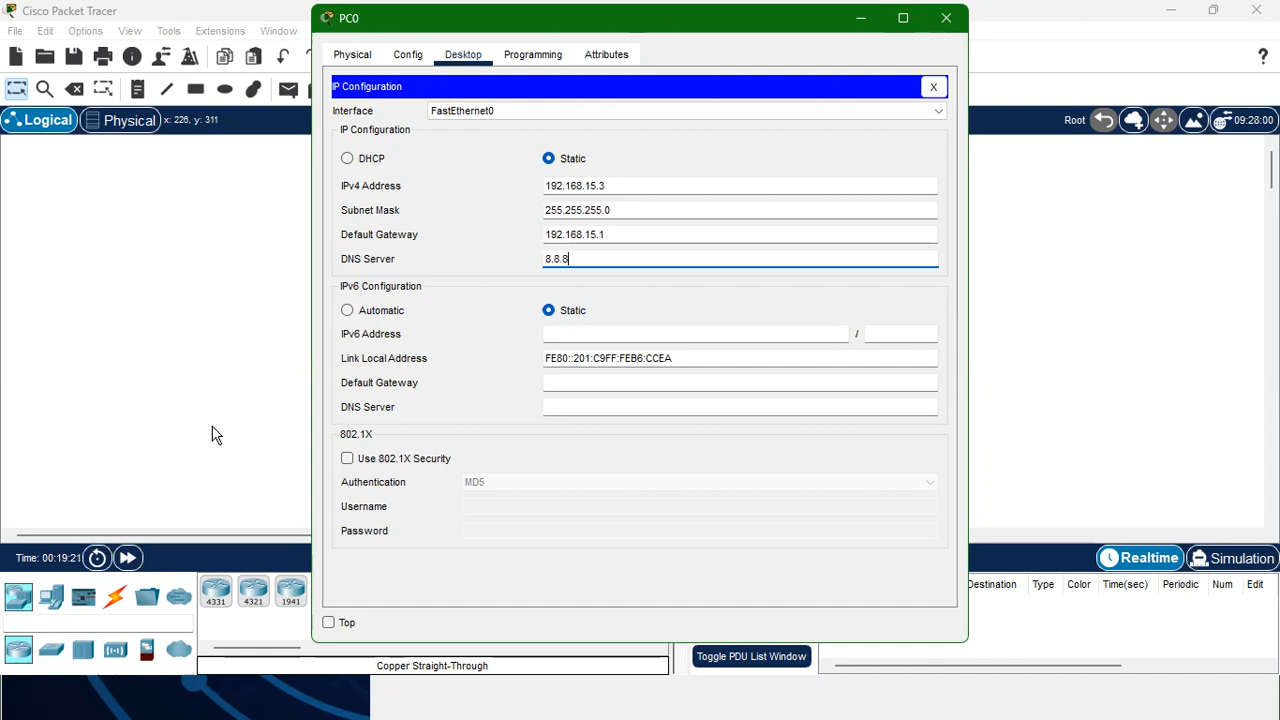 Cisco Packet Tracer
File Edit Options View Tools Extensions Window
Logical Physical x: 226, y: 311
Root 09:28:00
PC0
Physical Config Desktop Programming Attributes
IP Configuration X
Interface FastEthernet0
IP Configuration
DHCP Static
IPv4 Address 192.168.15.3
Subnet Mask 255.255.255.0
Default Gateway 192.168.15.1
DNS Server 8.8.8
IPv6 Configuration
Automatic Static
IPv6 Address /
Link Local Address FE80::201:C9FF:FEB6:CCEA
Default Gateway
DNS Server
802.1X
Use 802.1X Security
Authentication MD5
Username
Password
Top
Time: 00:19:21
Realtime Simulation
4331 4321 1941
Destination Type Color Time(sec) Periodic Num Edit
Toggle PDU List Window
Copper Straight-Through